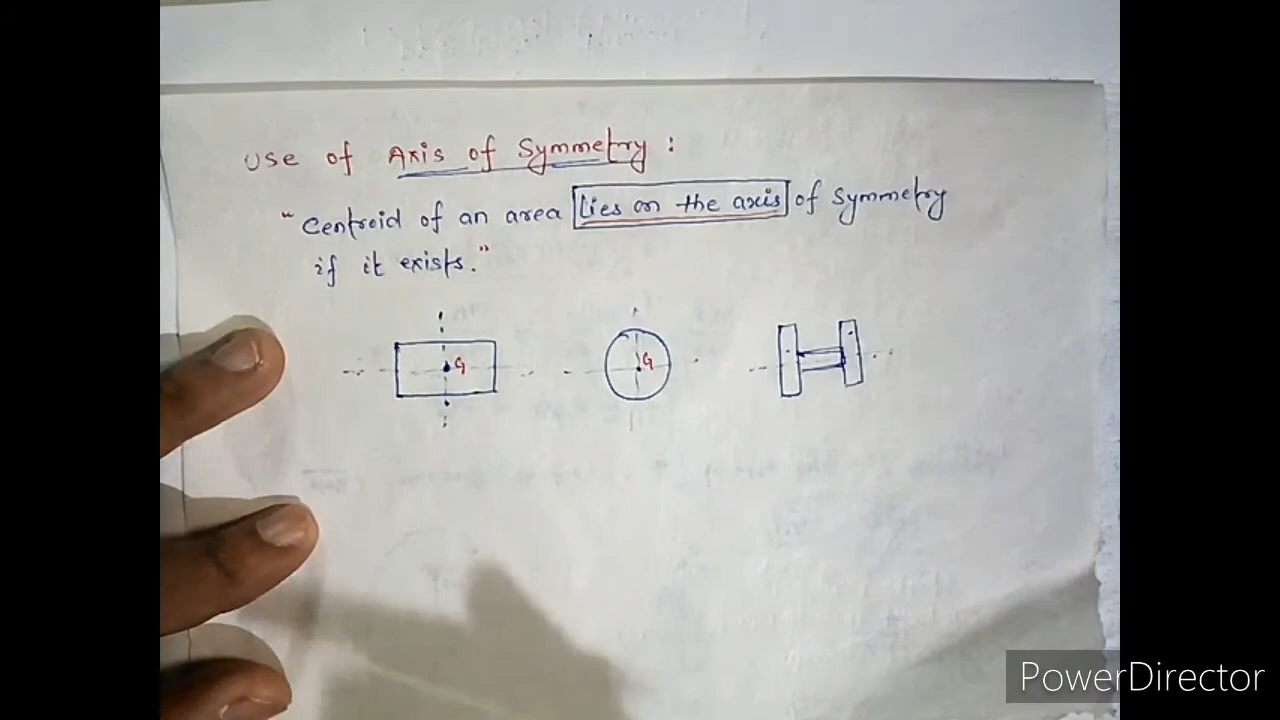 Use of Axis of Symmetry :
" Centroid of an area lies on the axis of symmetry
if it exists."
G
G
PowerDirector